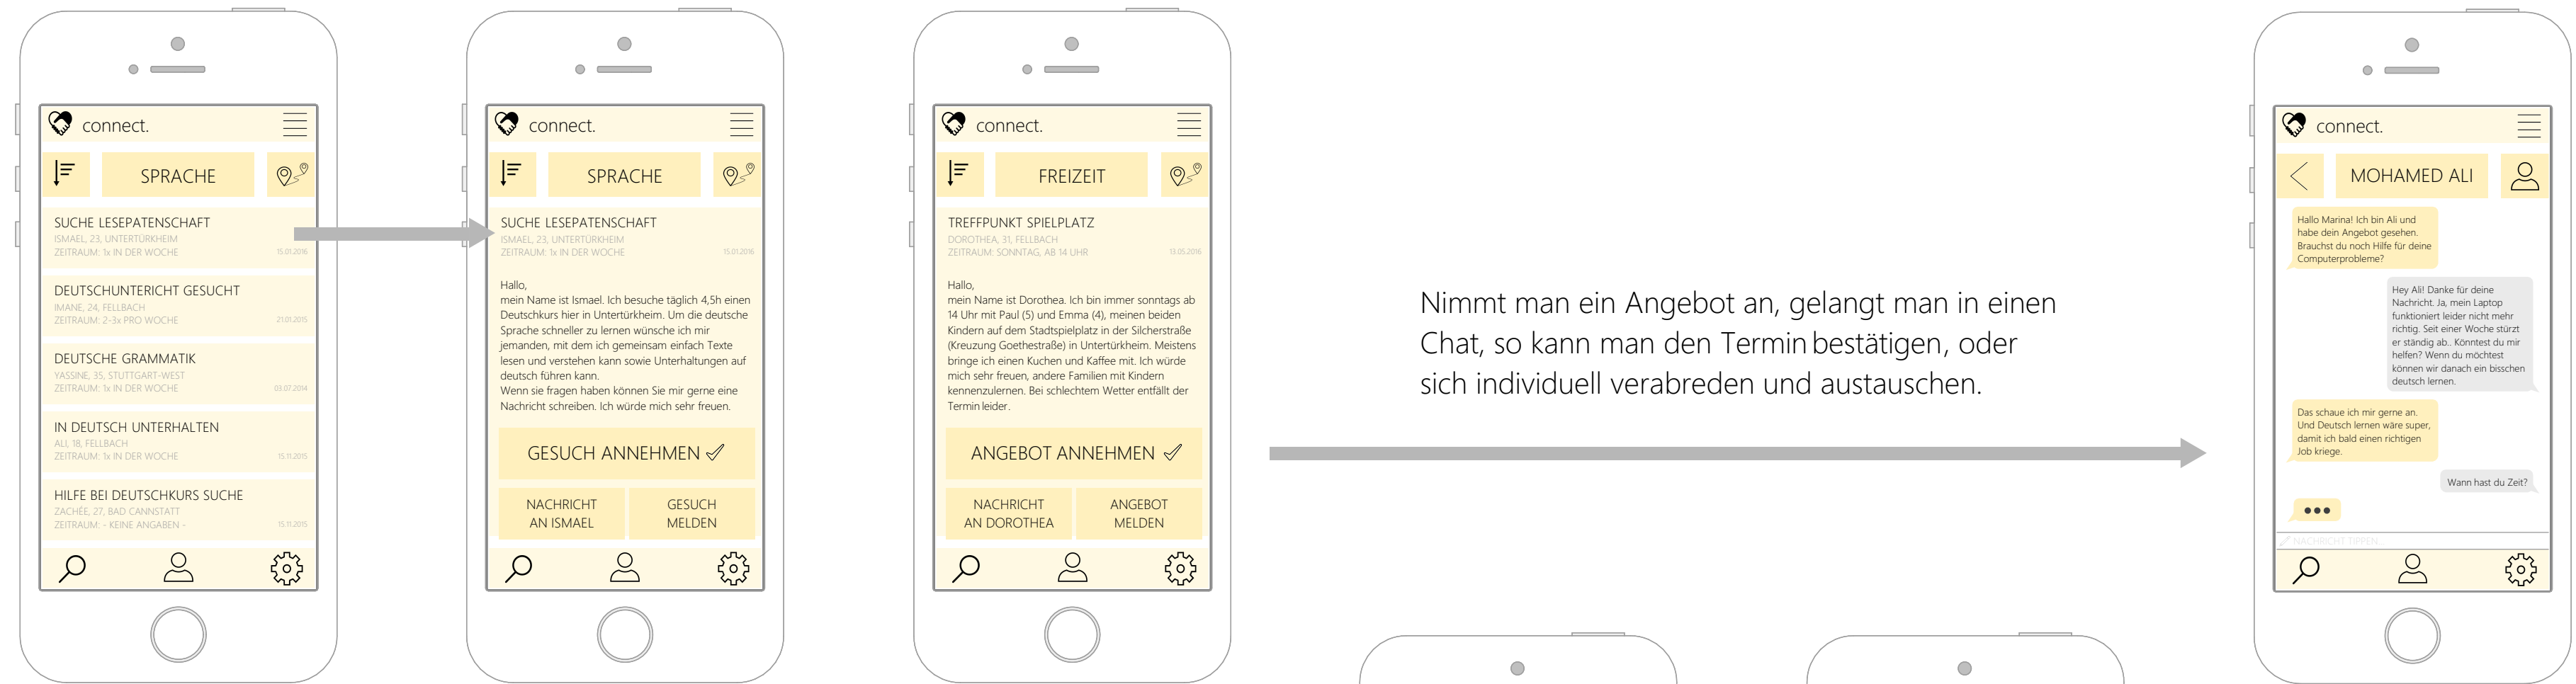 connect.
SPRACHE
SUCHE LESEPATENSCHAFT
ISMAEL, 23, UNTERTÜRKHEIM
ZEITRAUM: 1x IN DER WOCHE
15.01.2016
DEUTSCHUNTERICHT GESUCHT
IMANE, 24, FELLBACH
ZEITRAUM: 2-3x PRO WOCHE
21.01.2015
DEUTSCHE GRAMMATIK
YASSINE, 35, STUTTGART-WEST
ZEITRAUM: 1x IN DER WOCHE
03.07.2014
IN DEUTSCH UNTERHALTEN
ALI, 18, FELLBACH
ZEITRAUM: 1x IN DER WOCHE
15.11.2015
HILFE BEI DEUTSCHKURS SUCHE
ZACHÉE, 27, BAD CANNSTATT
ZEITRAUM: - KEINE ANGABEN -
15.11.2015
connect.
SPRACHE
SUCHE LESEPATENSCHAFT
ISMAEL, 23, UNTERTÜRKHEIM
ZEITRAUM: 1x IN DER WOCHE
15.01.2016
Hallo,
mein Name ist Ismael. Ich besuche täglich 4,5h einen
Deutschkurs hier in Untertürkheim. Um die deutsche
Sprache schneller zu lernen wünsche ich mir
jemanden, mit dem ich gemeinsam einfach Texte
lesen und verstehen kann sowie Unterhaltungen auf
deutsch führen kann.
Wenn sie fragen haben können Sie mir gerne eine
Nachricht schreiben. Ich würde mich sehr freuen.
GESUCH ANNEHMEN
NACHRICHT
AN ISMAEL
GESUCH
MELDEN
connect.
FREIZEIT
TREFFPUNKT SPIELPLATZ
DOROTHEA, 31, FELLBACH
ZEITRAUM: SONNTAG, AB 14 UHR
13.05.2016
Hallo,
mein Name ist Dorothea. Ich bin immer sonntags ab
14 Uhr mit Paul (5) und Emma (4), meinen beiden
Kindern auf dem Stadtspielplatz in der Silcherstraße
(Kreuzung Goethestraße) in Untertürkheim. Meistens
bringe ich einen Kuchen und Kaffee mit. Ich würde
mich sehr freuen, andere Familien mit Kindern
kennenzulernen. Bei schlechtem Wetter entfällt der
Termin leider.
ANGEBOT ANNEHMEN
NACHRICHT
AN DOROTHEA
ANGEBOT
MELDEN
Nimmt man ein Angebot an, gelangt man in einen
Chat, so kann man den Termin bestätigen, oder
sich individuell verabreden und austauschen.
connect.
MOHAMED ALI
Hallo Marina! Ich bin Ali und
habe dein Angebot gesehen.
Brauchst du noch Hilfe für deine
Computerprobleme?
Hey Ali! Danke für deine
Nachricht. Ja, mein Laptop
funktioniert leider nicht mehr
richtig. Seit einer Woche stürzt
er ständig ab.. Könntest du mir
helfen? Wenn du möchtest
können wir danach ein bisschen
deutsch lernen.
Das schaue ich mir gerne an.
Und Deutsch lernen wäre super,
damit ich bald einen richtigen
Job kriege.
Wann hast du Zeit?
NACHRICHT TIPPEN...